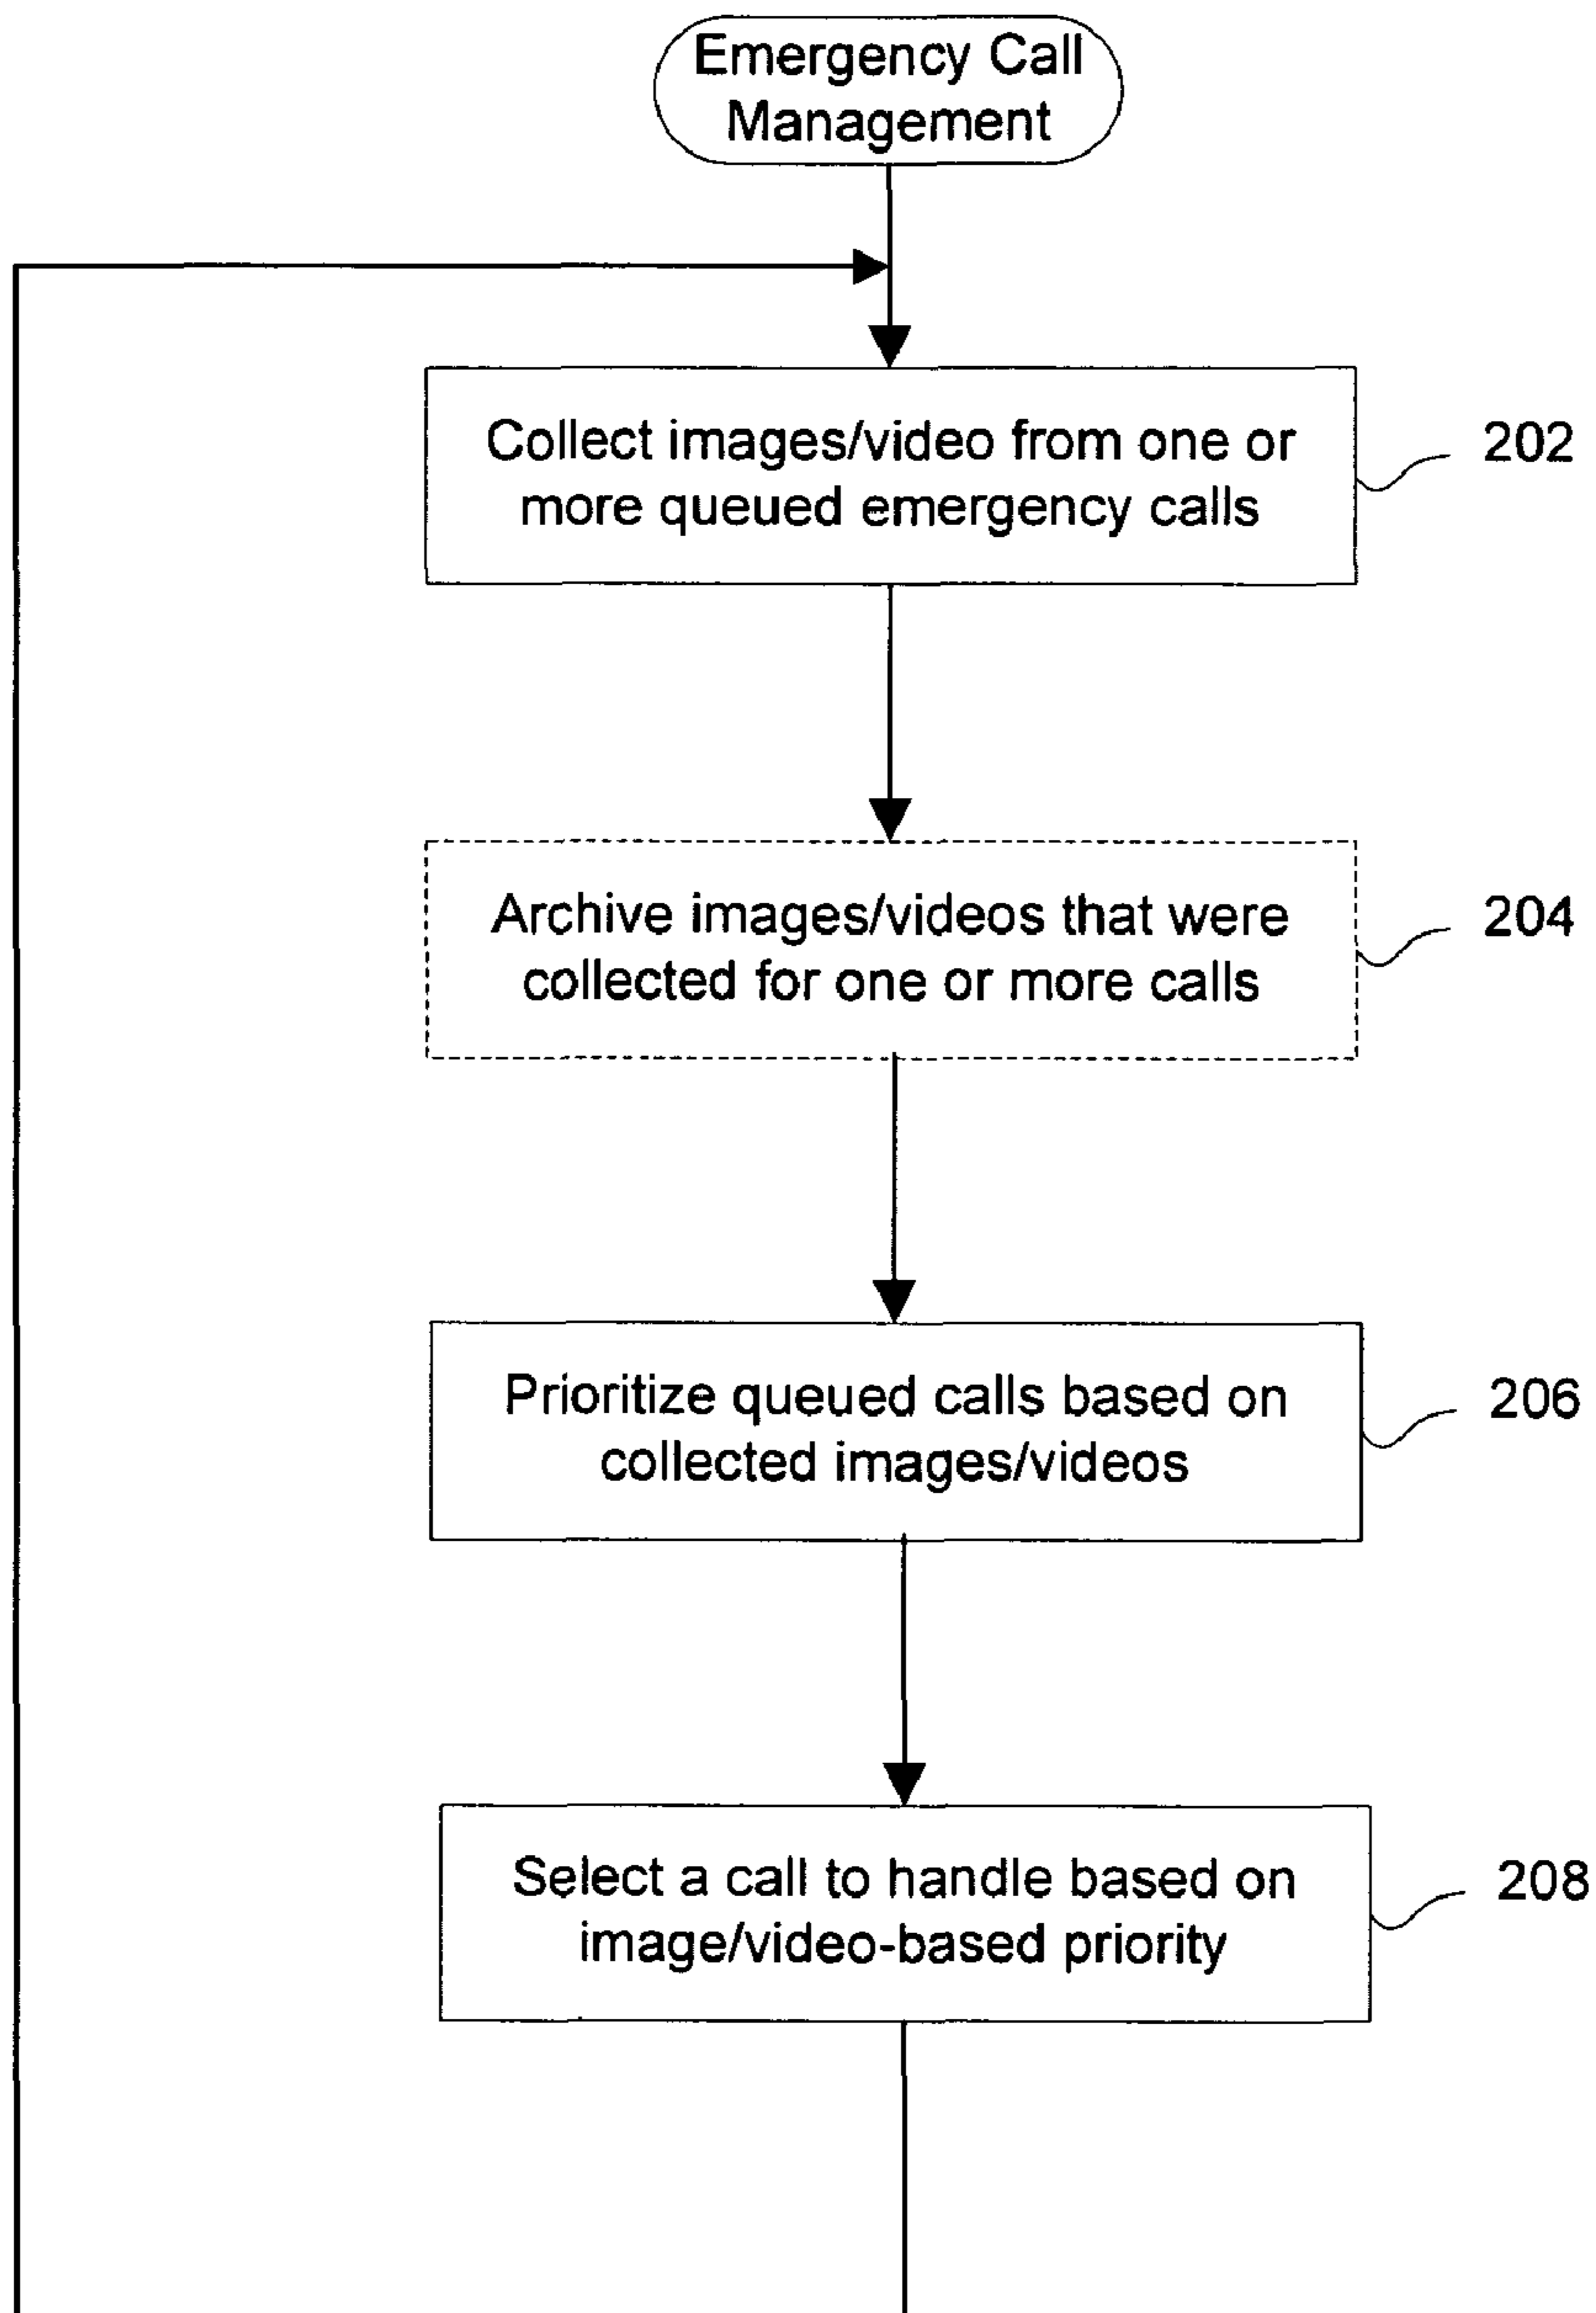 Emergency Call
Management
Collect images/video from one or
more queued emergency calls
202
Archive images/videos that were
collected for one or more calls
204
Prioritize queued calls based on
collected images/videos
206
Select a call to handle based on
image/video-based priority
208